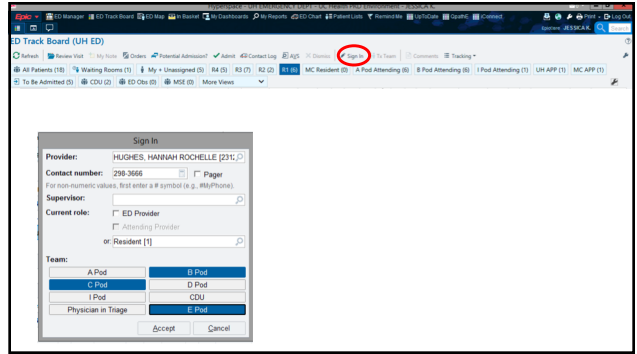 Hyperspace - UH EMERGENCY DEPT - UC Health PRD Environment - JESSICA K.
Epic ED Manager ED Track Board ED Map In Basket My Dashboards My Reports ED Chart Patient Lists Remind Me UpToDate iConnect Print Log Out
JESSICA K. Search
ED Track Board (UH ED)
Refresh Review Visit My Note Orders Potential Admission? Admit Contact Log AVS Dismiss Sign In Tx Team Comments Tracking
All Patients (18) Waiting Rooms (1) My + Unassigned (5) R4 (5) R3 (7) R2 (2) R1 (6) MC Resident (0) A Pod Attending (6) B Pod Attending (6) I Pod Attending (1) UH APP (1) MC APP (1)
To Be Admitted (5) CDU (2) ED Obs (0) MSE (0) More Views
Sign In
Provider: HUGHES, HANNAH ROCHELLE [231
Contact number: 298-3666 Pager
For non-numeric values, first enter a # symbol (e.g., #MyPhone).
Supervisor:
Current role: ED Provider
Attending Provider
or: Resident [1]
Team:
A Pod B Pod
C Pod D Pod
I Pod CDU
Physician in Triage E Pod
Accept Cancel